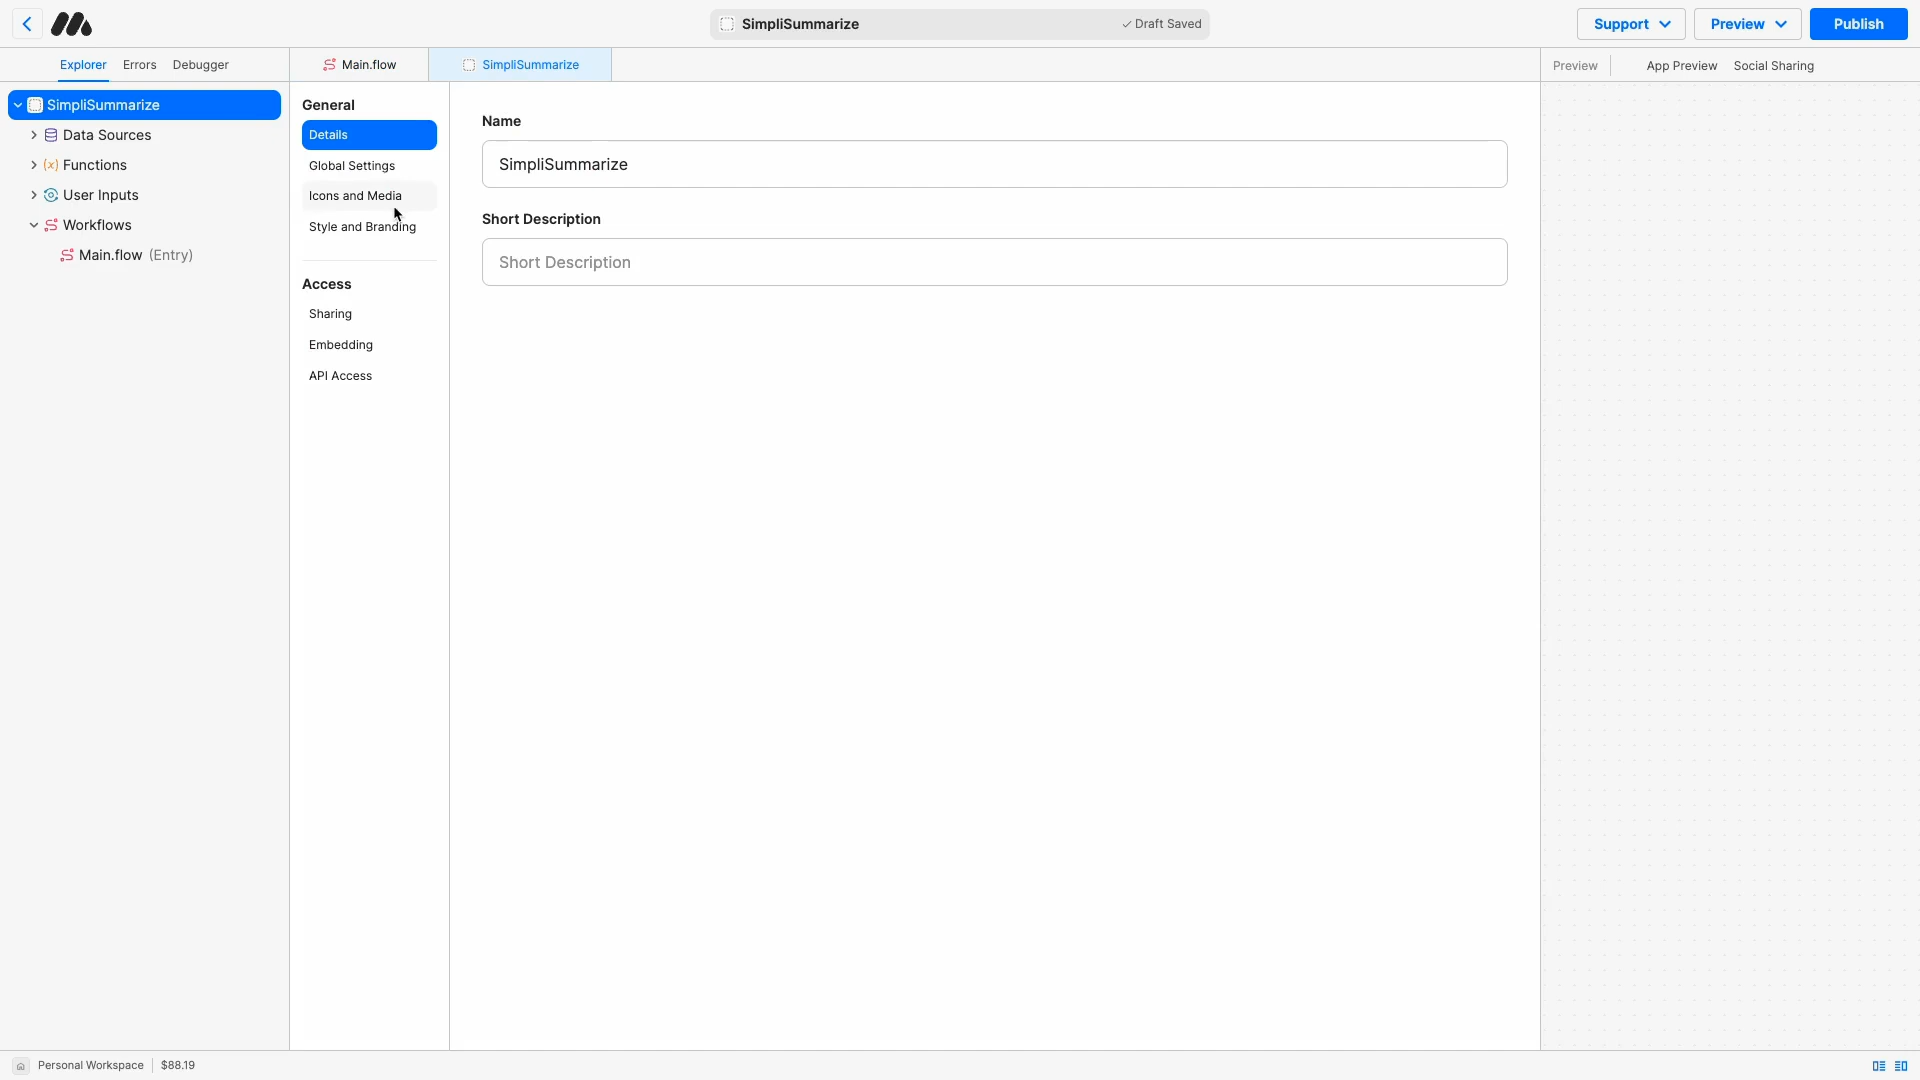 SimpliSummarize
✓ Draft Saved
Support
Preview
Publish
Explorer
Errors
Debugger
Main.flow
SimpliSummarize
Preview
App Preview
Social Sharing
SimpliSummarize
Data Sources
Functions
User Inputs
Workflows
Main.flow (Entry)
General
Details
Global Settings
Icons and Media
Style and Branding
Access
Sharing
Embedding
API Access
Name
SimpliSummarize
Short Description
Short Description
Personal Workspace
$88.19